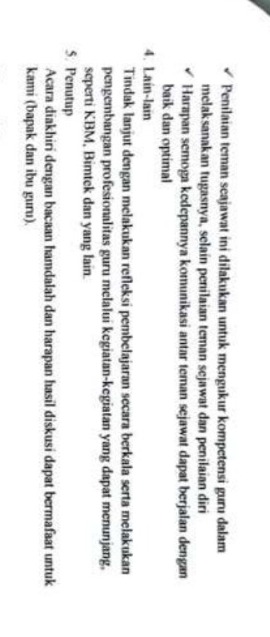 ✓ Penilaian teman seajawat ini dilakukan untuk mengukur kompetensi guru dalam
melaksanakan tugasnya, selain penilaian teman sejawat dan penilaian diri
✓ Harapan semoga kedepannya komunikasi antar teman sejawat dapat berjalan dengan
baik dan optimal
4. Lain-lain
Tindak lanjut dengan melakukan refleksi pembelajaran secara berkala serta melakukan
pengembangan profesionalitas guru melalui kegiatan-kegiatan yang dapat menunjang,
seperti KBM, Bimtek dan yang lain.
5. Penutup
Acara diakhiri dengan bacaan hamdalah dan harapan hasil diskusi dapat bermafaat untuk
kami (bapak dan ibu guru).